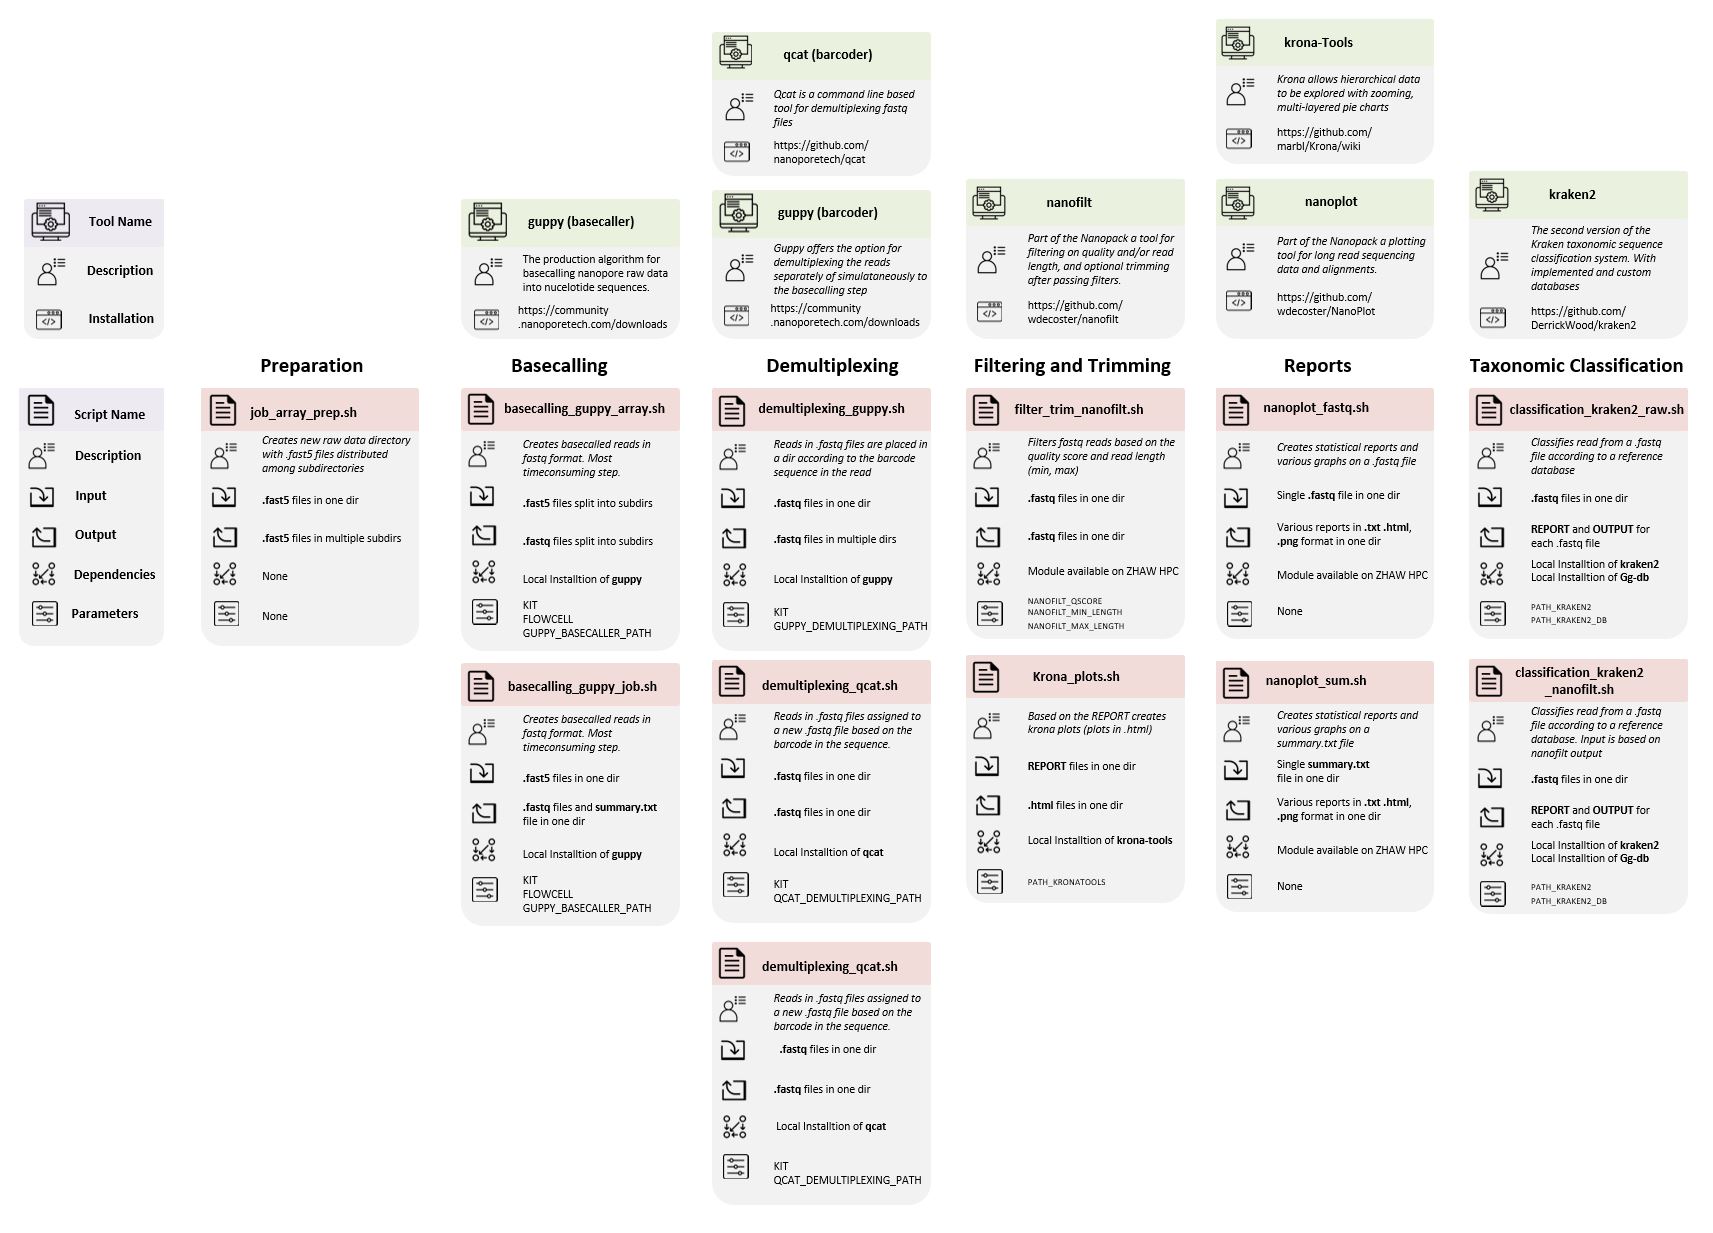 qcat (barcoder)
Qcat is a command line based
tool for demultiplexing fastq
files
https://github.com/
nanoporetech/qcat
krona-Tools
Krona allows hierarchical data
to be explored with zooming,
multi-layered pie charts
https://github.com/
marbl/Krona/wiki
Tool Name
Description
Installation
guppy (basecaller)
The production algorithm for
basecalling nanopore raw data
into nucelotide sequences.
https://community
.nanoporetech.com/downloads
guppy (barcoder)
Guppy offers the option for
demultiplexing the reads
separately of simulataneously to
the basecalling step
https://community
.nanoporetech.com/downloads
nanofilt
Part of the Nanopack a tool for
filtering on quality and/or read
length, and optional trimming
after passing filters.
https://github.com/
wdecoster/nanofilt
nanoplot
Part of the Nanopack a plotting
tool for long read sequencing
data and alignments.
https://github.com/
wdecoster/NanoPlot
kraken2
The second version of the
Kraken taxonomic sequence
classification system. With
implemented and custom
databases
https://github.com/
DerrickWood/kraken2
Preparation
Basecalling
Demultiplexing
Filtering and Trimming
Reports
Taxonomic Classification
Script Name
Description
Input
Output
Dependencies
Parameters
job_array_prep.sh
Creates new raw data directory
with .fast5 files distributed
among subdirectories
.fast5 files in one dir
.fast5 files in multiple subdirs
None
None
basecalling_guppy_array.sh
Creates basecalled reads in
fastq format. Most
timeconsuming step.
.fast5 files split into subdirs
.fastq files split into subdirs
Local Installtion of guppy
KIT
FLOWCELL
GUPPY_BASECALLER_PATH
demultiplexing_guppy.sh
Reads in .fastq files are placed in
a dir according to the barcode
sequence in the read
.fastq files in one dir
.fastq files in multiple dirs
Local Installtion of guppy
KIT
GUPPY_DEMULTIPLEXING_PATH
filter_trim_nanofilt.sh
Filters fastq reads based on the
quality score and read length
(min, max)
.fastq files in one dir
.fastq files in one dir
Module available on ZHAW HPC
NANOFILT_QSCORE
NANOFILT_MIN_LENGTH
NANOFILT_MAX_LENGTH
nanoplot_fastq.sh
Creates statistical reports and
various graphs on a .fastq file
Single .fastq file in one dir
Various reports in .txt .html,
.png format in one dir
Module available on ZHAW HPC
None
classification_kraken2_raw.sh
Classifies read from a .fastq
file according to a reference
database
.fastq files in one dir
REPORT and OUTPUT for
each .fastq file
Local Installtion of kraken2
Local Installtion of Gg-db
PATH_KRAKEN2
PATH_KRAKEN2_DB
basecalling_guppy_job.sh
Creates basecalled reads in
fastq format. Most
timeconsuming step.
.fast5 files in one dir
.fastq files and summary.txt
file in one dir
Local Installtion of guppy
KIT
FLOWCELL
GUPPY_BASECALLER_PATH
demultiplexing_qcat.sh
Reads in .fastq files assigned to
a new .fastq file based on the
barcode in the sequence.
.fastq files in one dir
.fastq files in one dir
Local Installtion of qcat
KIT
QCAT_DEMULTIPLEXING_PATH
Krona_plots.sh
Based on the REPORT creates
krona plots (plots in .html)
REPORT files in one dir
.html files in one dir
Local Installtion of krona-tools
PATH_KRONATOOLS
nanoplot_sum.sh
Creates statistical reports and
various graphs on a
summary.txt file
Single summary.txt
file in one dir
Various reports in .txt .html,
.png format in one dir
Module available on ZHAW HPC
None
classification_kraken2
_nanofilt.sh
Classifies read from a .fastq
file according to a reference
database. Input is based on
nanofilt output
.fastq files in one dir
REPORT and OUTPUT for
each .fastq file
Local Installtion of kraken2
Local Installtion of Gg-db
PATH_KRAKEN2
PATH_KRAKEN2_DB
demultiplexing_qcat.sh
Reads in .fastq files assigned to
a new .fastq file based on the
barcode in the sequence.
.fastq files in one dir
.fastq files in one dir
Local Installtion of qcat
KIT
QCAT_DEMULTIPLEXING_PATH